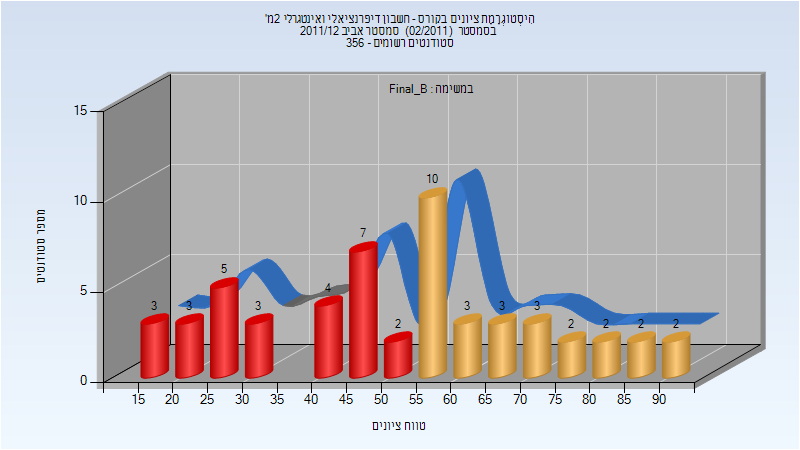 היסטוגרמת ציונים בקורס - חשבון דיפרנציאלי ואינטגרלי 2מ'
בסמסטר (02/2011) סמסטר אביב 2011/12
סטודנטים רשומים - 356
במשימה : Final_B
מספר סטודנטים
15
10
5
0
3
3
5
3
4
7
2
10
3
3
3
2
2
2
2
15 20 25 30 35 40 45 50 55 60 65 70 75 80 85 90
טווח ציונים